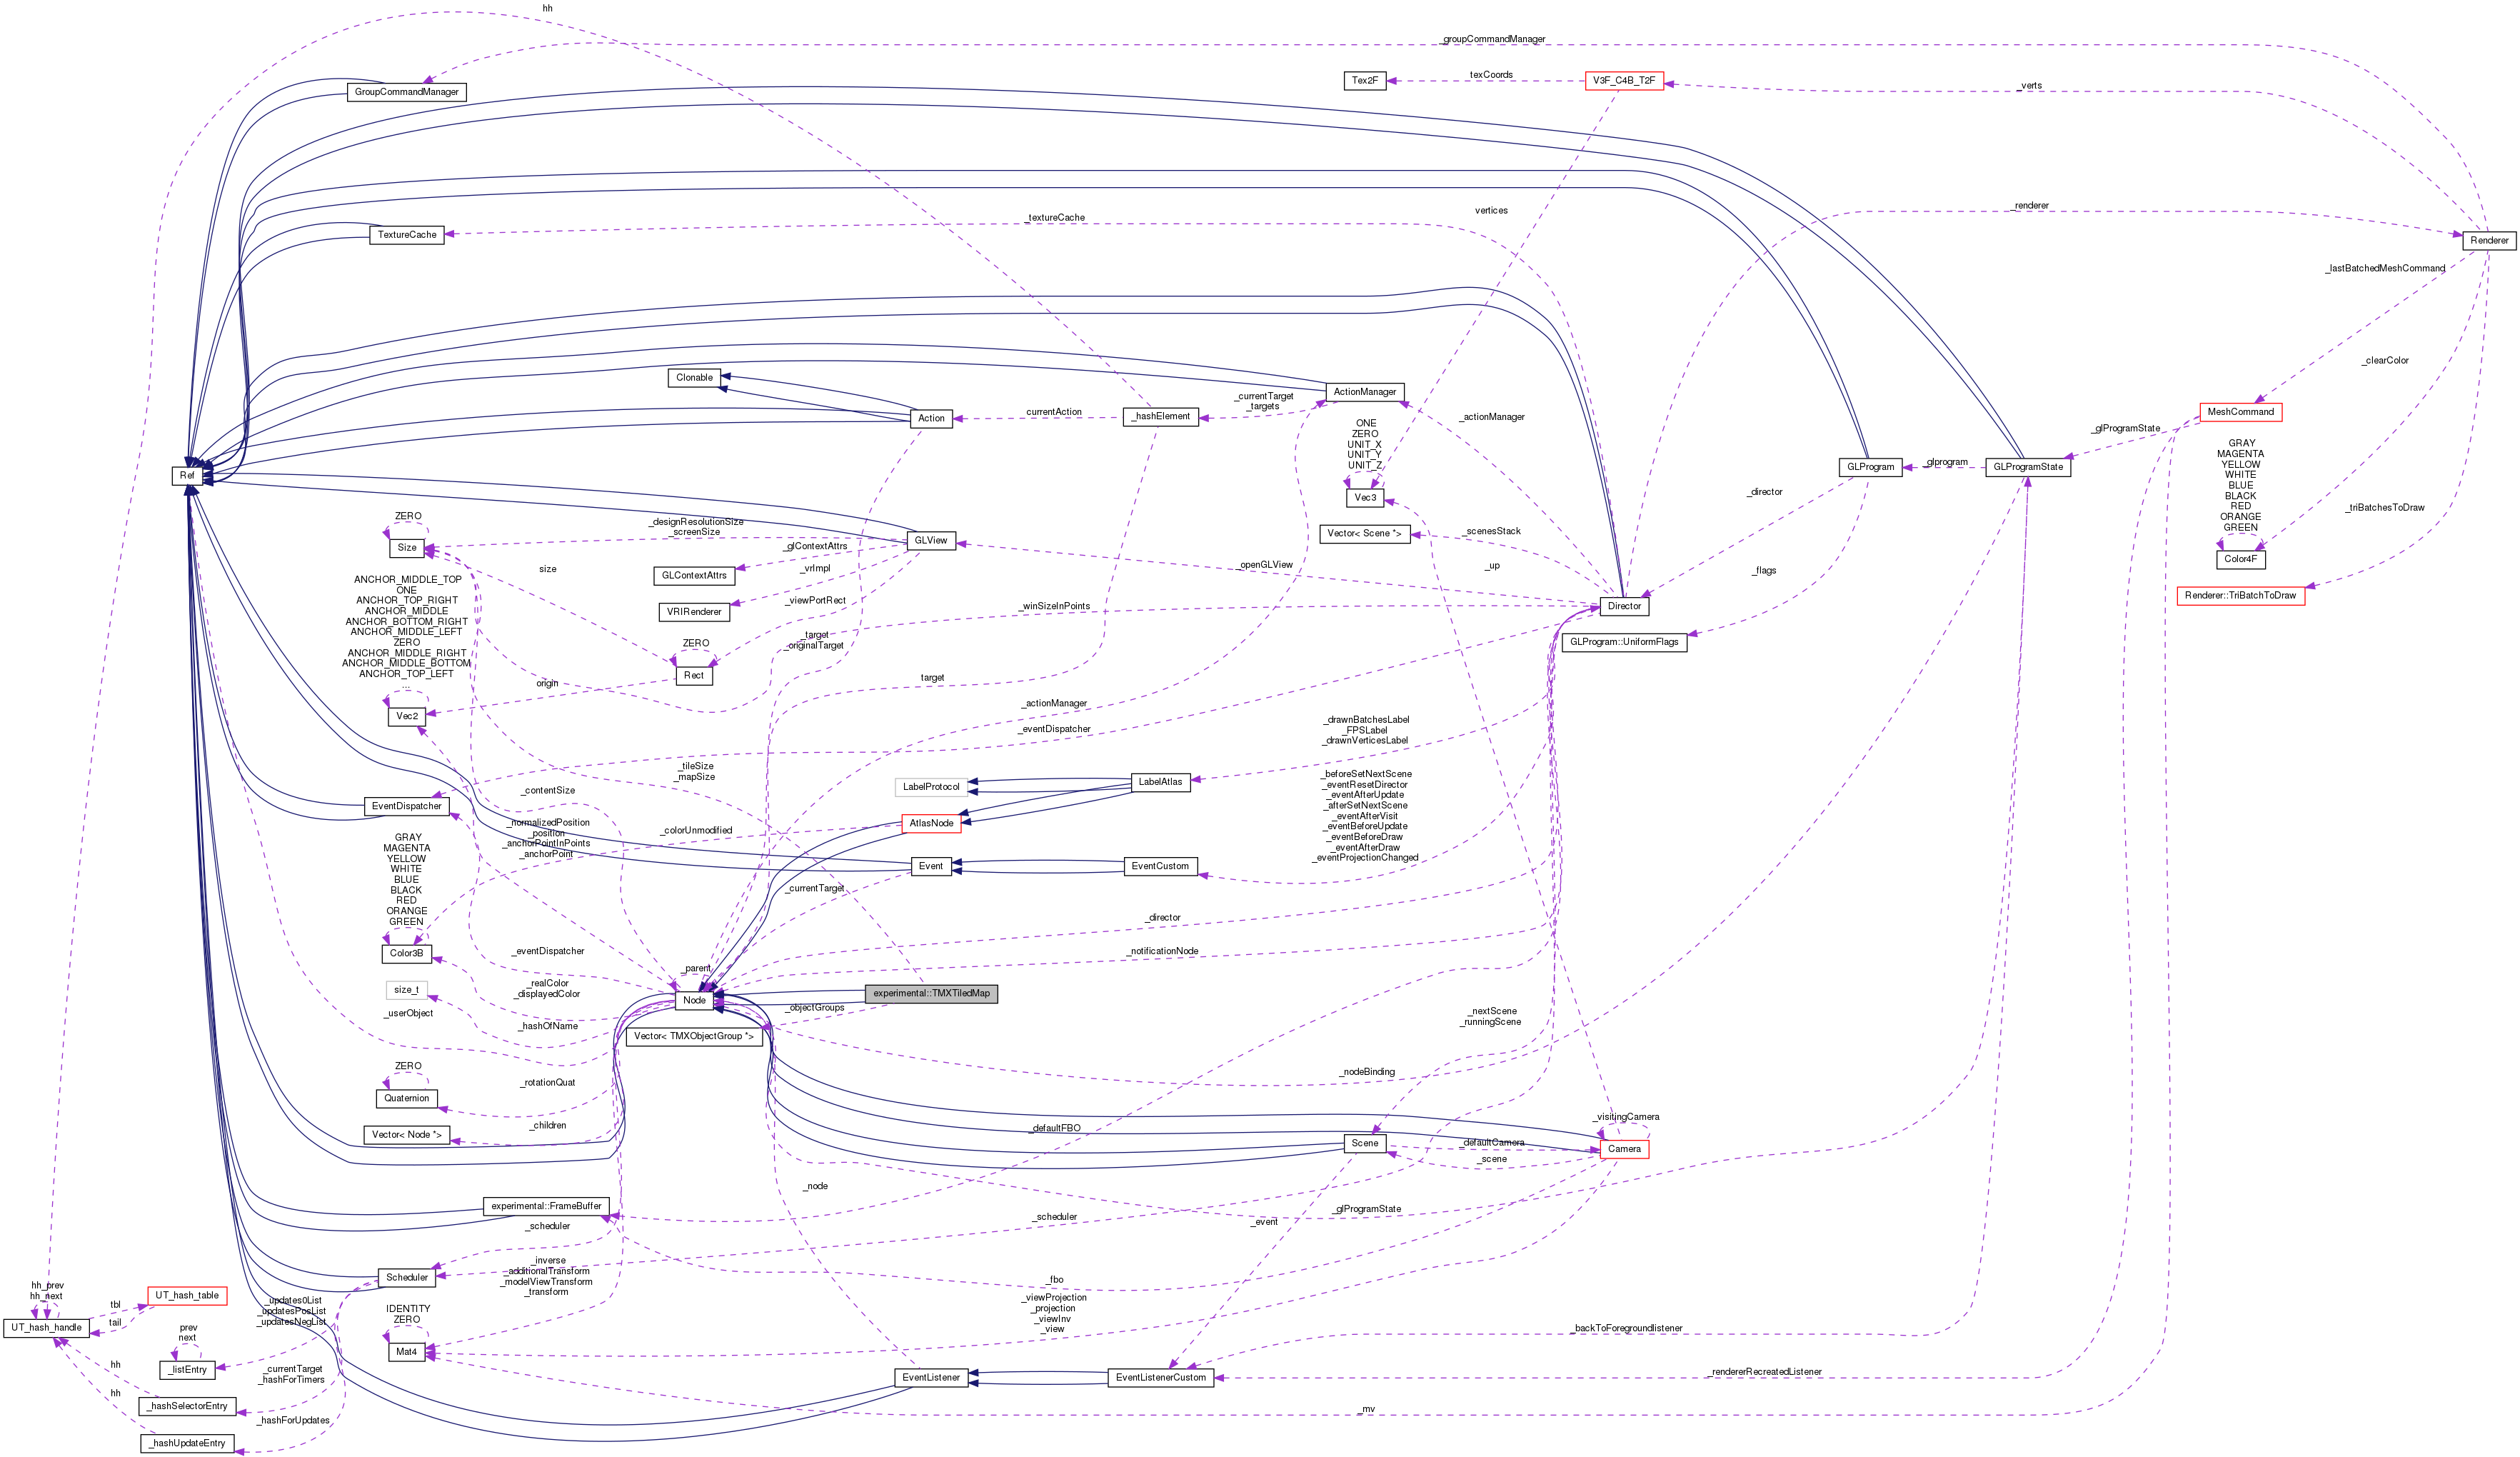 hh
_groupCommandManager
GroupCommandManager
Tex2F
texCoords
V3F_C4B_T2F
_verts
_textureCache
vertices
_renderer
TextureCache
Renderer
_lastBatchedMeshCommand
_clearColor
Clonable
Action
currentAction
_hashElement
_currentTarget
_targets
ActionManager
_actionManager
MeshCommand
_glProgramState
ONE
ZERO
UNIT_X
UNIT_Y
UNIT_Z
Vec3
GRAY
MAGENTA
YELLOW
WHITE
BLUE
BLACK
RED
ORANGE
GREEN
Color4F
Ref
GLProgram
_glprogram
GLProgramState
_director
_triBatchesToDraw
ZERO
Size
_designResolutionSize
_screenSize
GLView
_glContextAttrs
GLContextAttrs
_vrImpl
VRIRenderer
_viewPortRect
size
_openGLView
Vector< Scene *>
_scenesStack
_up
_flags
_winSizeInPoints
Director
Renderer::TriBatchToDraw
GLProgram::UniformFlags
ANCHOR_MIDDLE_TOP
ONE
ANCHOR_TOP_RIGHT
ANCHOR_MIDDLE
ANCHOR_BOTTOM_RIGHT
ANCHOR_MIDDLE_LEFT
ZERO
ANCHOR_MIDDLE_RIGHT
ANCHOR_MIDDLE_BOTTOM
ANCHOR_TOP_LEFT
...
Vec2
origin
ZERO
Rect
_target
_originalTarget
target
_actionManager
_eventDispatcher
_drawnBatchesLabel
_FPSLabel
_drawnVerticesLabel
_tileSize
_mapSize
_contentSize
LabelProtocol
LabelAtlas
EventDispatcher
_normalizedPosition
_position
_anchorPointInPoints
_anchorPoint
_colorUnmodified
AtlasNode
_beforeSetNextScene
_eventResetDirector
_eventAfterUpdate
_afterSetNextScene
_eventAfterVisit
_eventBeforeUpdate
_eventBeforeDraw
_eventAfterDraw
_eventProjectionChanged
GRAY
MAGENTA
YELLOW
WHITE
BLUE
BLACK
RED
ORANGE
GREEN
Color3B
Event
EventCustom
_currentTarget
_director
_eventDispatcher
_notificationNode
_parent
_realColor
_displayedColor
size_t
Node
experimental::TMXTiledMap
_objectGroups
_userObject
_hashOfName
Vector< TMXObjectGroup *>
_nextScene
_runningScene
ZERO
Quaternion
_rotationQuat
_nodeBinding
Vector< Node *>
_children
_defaultFBO
Scene
_defaultCamera
_visitingCamera
Camera
_scene
_node
experimental::FrameBuffer
_scheduler
_scheduler
_event
_glProgramState
Scheduler
_inverse
_additionalTransform
_modelViewTransform
_transform
_fbo
hh_prev
hh_next
UT_hash_handle
tbl
tail
UT_hash_table
_updates0List
_updatesPosList
_updatesNegList
prev
next
_listEntry
IDENTITY
ZERO
Mat4
_viewProjection
_projection
_viewInv
_view
_backToForegroundlistener
hh
_currentTarget
_hashForTimers
_hashSelectorEntry
hh
_hashForUpdates
_hashUpdateEntry
EventListener
EventListenerCustom
_rendererRecreatedListener
_mv